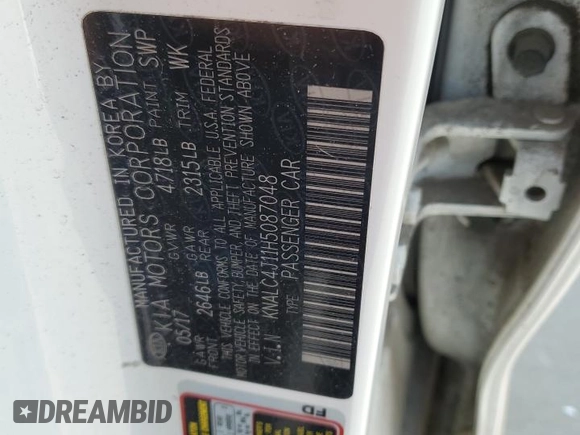 MANUFACTURED IN KOREA BY
KIA MOTORS CORPORATION
05/17 GVWR 4718LB PAINT SWP
GAWR FRONT 2646LB GAWR REAR 2315LB TRIM WK
THIS VEHICLE CONFORMS TO ALL APPLICABLE U.S.A. FEDERAL
MOTOR VEHICLE SAFETY, BUMPER, AND THEFT PREVENTION STANDARDS
IN EFFECT ON THE DATE OF MANUFACTURE SHOWN ABOVE
V.I.N KNALC4J11H5087048
TYPE: PASSENGER CAR
FD
DREAMBID